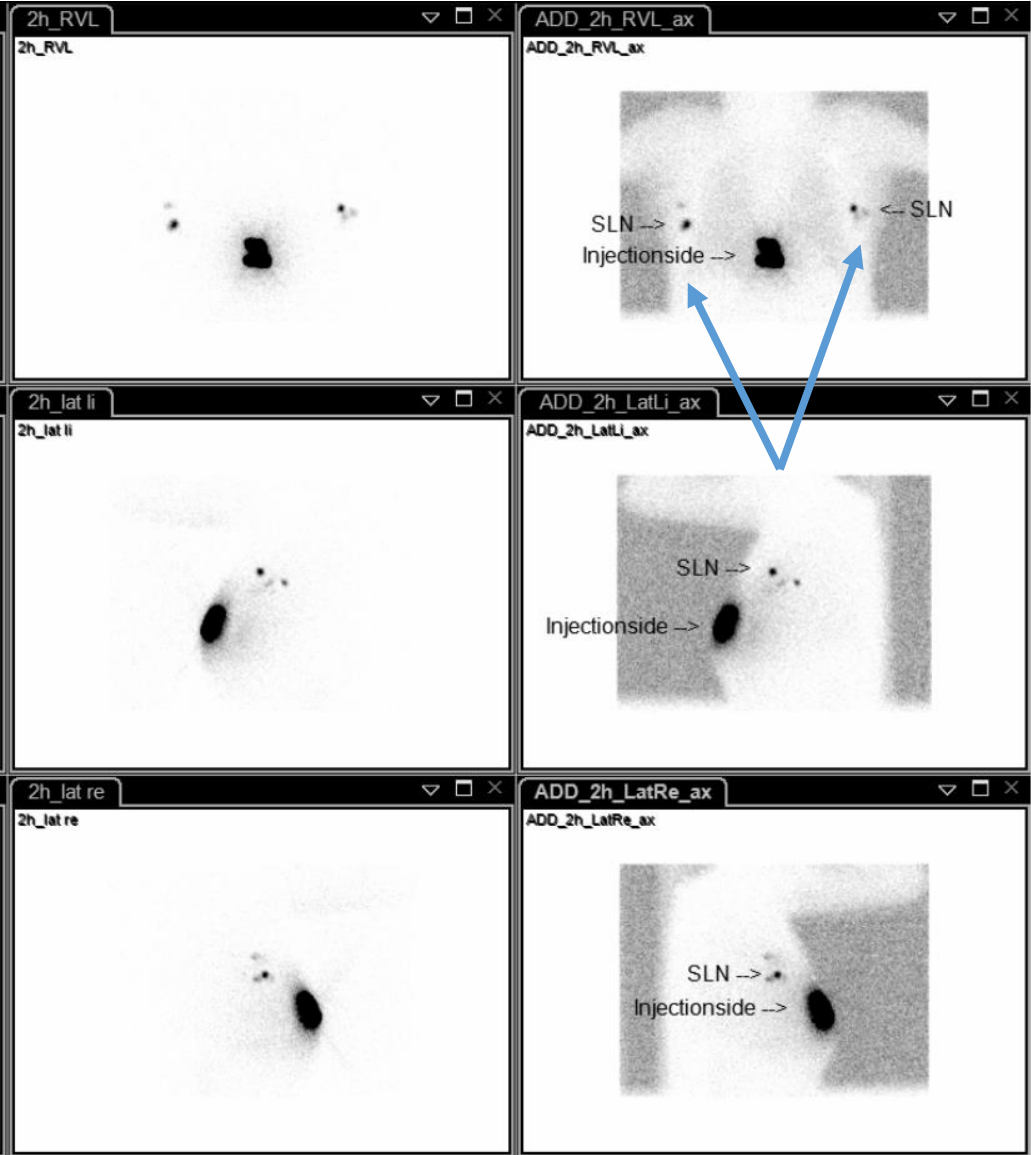 2h_RVL
ADD_2h_RVL_ax
2h_RVL
ADD_2h_RVL_ax
SLN -->
<-- SLN
Injectionside -->
2h_lat li
ADD_2h_LatLi_ax
2h_lat li
ADD_2h_LatLi_ax
SLN -->
Injectionside -->
2h_lat re
ADD_2h_LatRe_ax
2h_lat re
ADD_2h_LatRe_ax
SLN -->
Injectionside -->